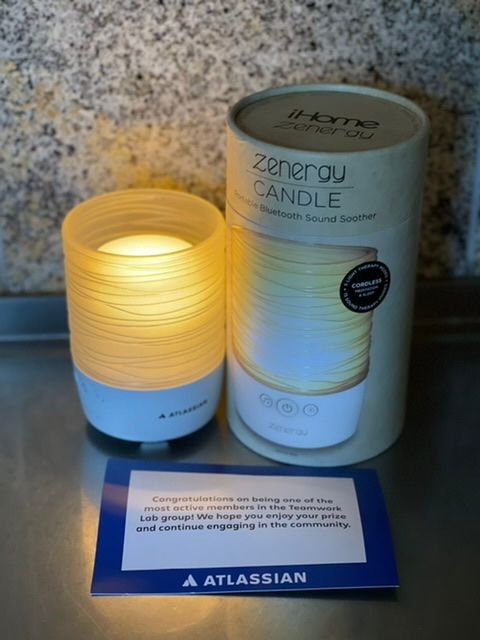 iHome
Zenergy
Zenergy
CANDLE
Portable Bluetooth Sound Soother
CORDLESS
MEDITATION
& SLEEP
zenergy
ATLASSIAN
Congratulations on being one of the
most active members in the Teamwork
Lab group! We hope you enjoy your prize
and continue engaging in the community.
ATLASSIAN